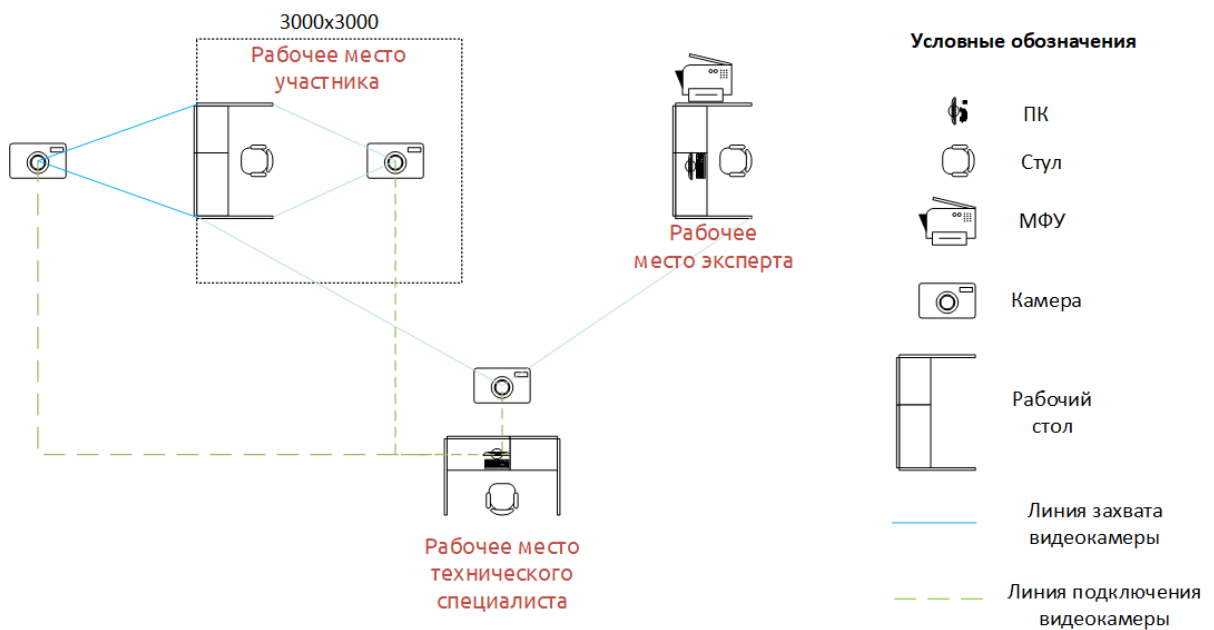 3000х3000
Рабочее место
участника
Рабочее
место эксперта
Рабочее место
технического
специалиста
Условные обозначения
ПК
Стул
МФУ
Камера
Рабочий
стол
Линия захвата
видеокамеры
Линия подключения
видеокамеры